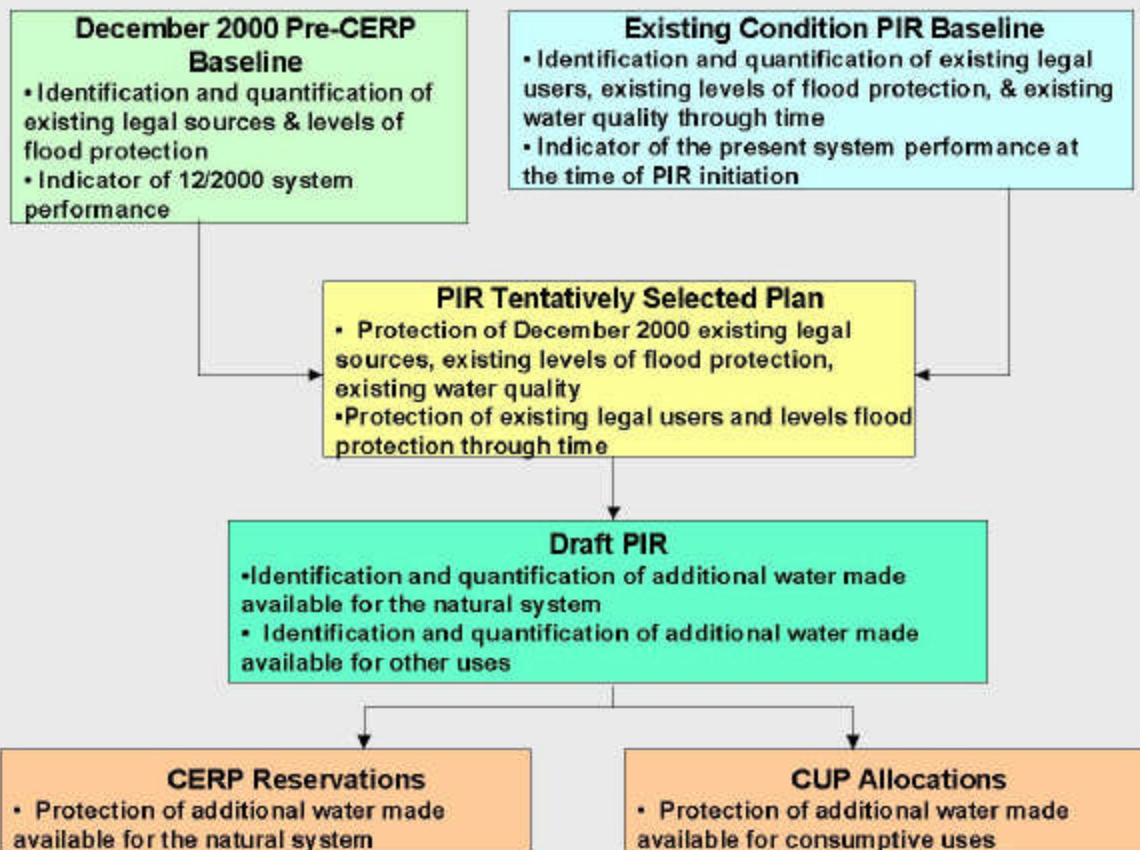 December 2000 Pre-CERP
Baseline
• Identification and quantification of
existing legal sources & levels of
flood protection
• Indicator of 12/2000 system
performance
Existing Condition PIR Baseline
• Identification and quantification of existing legal
users, existing levels of flood protection, & existing
water quality through time
• Indicator of the present system performance at
the time of PIR initiation
PIR Tentatively Selected Plan
• Protection of December 2000 existing legal
sources, existing levels of flood protection,
existing water quality
•Protection of existing legal users and levels flood
protection through time
Draft PIR
•Identification and quantification of additional water made
available for the natural system
• Identification and quantification of additional water made
available for other uses
CERP Reservations
• Protection of additional water made
available for the natural system
CUP Allocations
• Protection of additional water made
available for consumptive uses